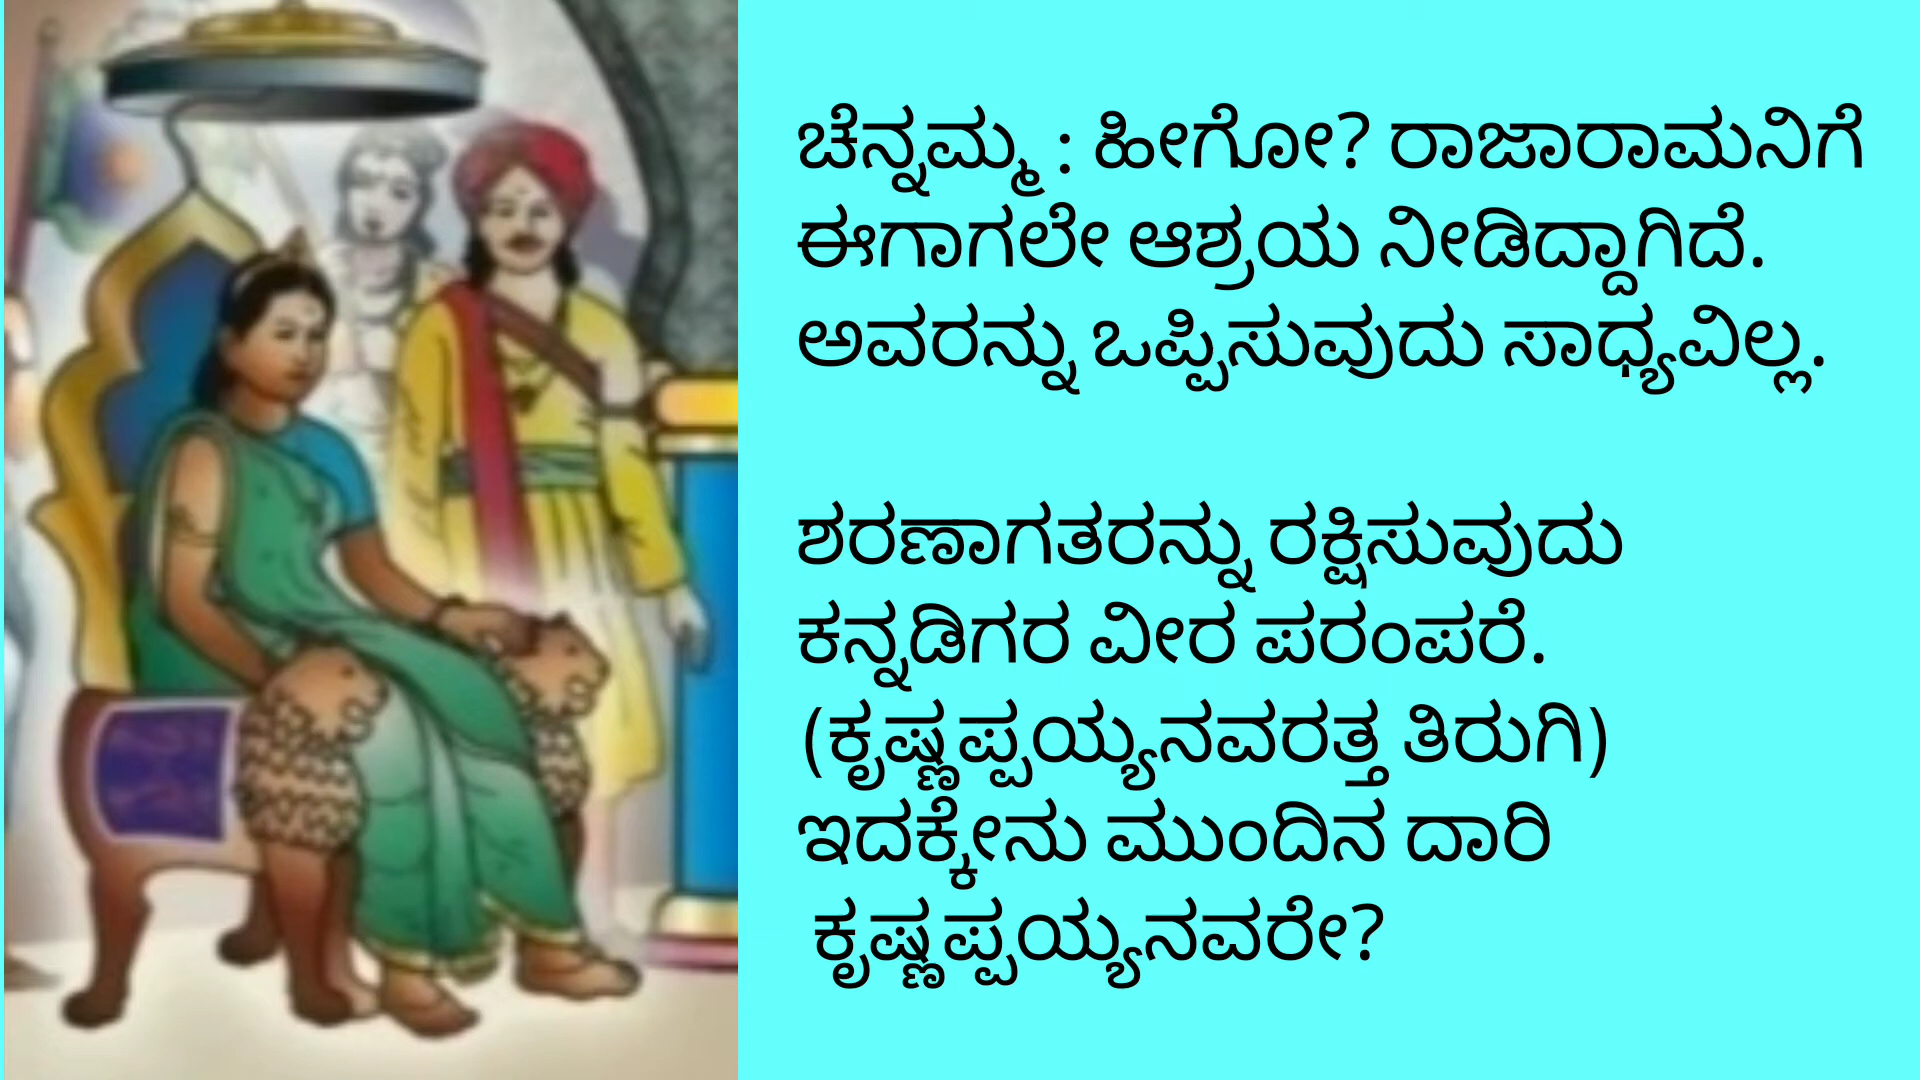 ಚೆನ್ನಮ್ಮ : ಹೀಗೋ? ರಾಜಾರಾಮನಿಗೆ
ಈಗಾಗಲೇ ಆಶ್ರಯ ನೀಡಿದ್ದಾಗಿದೆ.
ಅವರನ್ನು ಒಪ್ಪಿಸುವುದು ಸಾಧ್ಯವಿಲ್ಲ.
ಶರಣಾಗತರನ್ನು ರಕ್ಷಿಸುವುದು
ಕನ್ನಡಿಗರ ವೀರ ಪರಂಪರೆ.
(ಕೃಷ್ಣಪ್ಪಯ್ಯನವರತ್ತ ತಿರುಗಿ)
ಇದಕ್ಕೇನು ಮುಂದಿನ ದಾರಿ
ಕೃಷ್ಣಪ್ಪಯ್ಯನವರೇ?